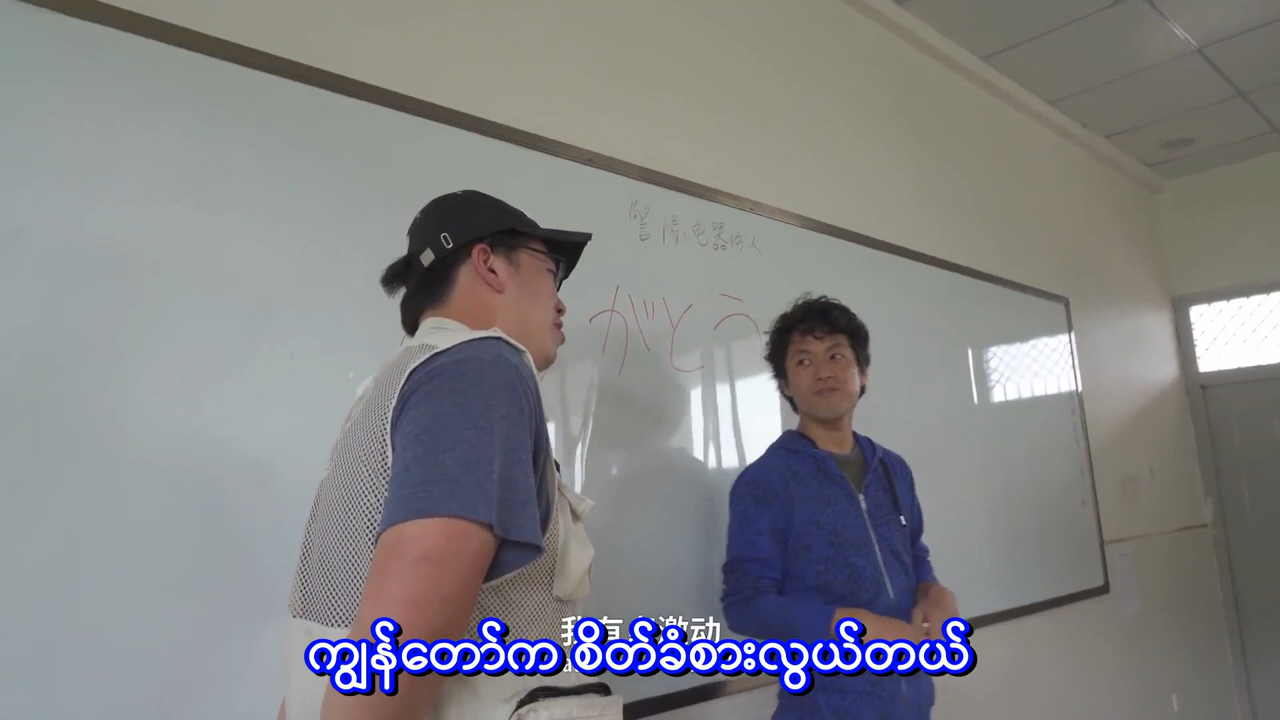 警惕电器伤人
がとう
我有点激动
ကျွန်တော်က စိတ်ခံစားလွယ်တယ်